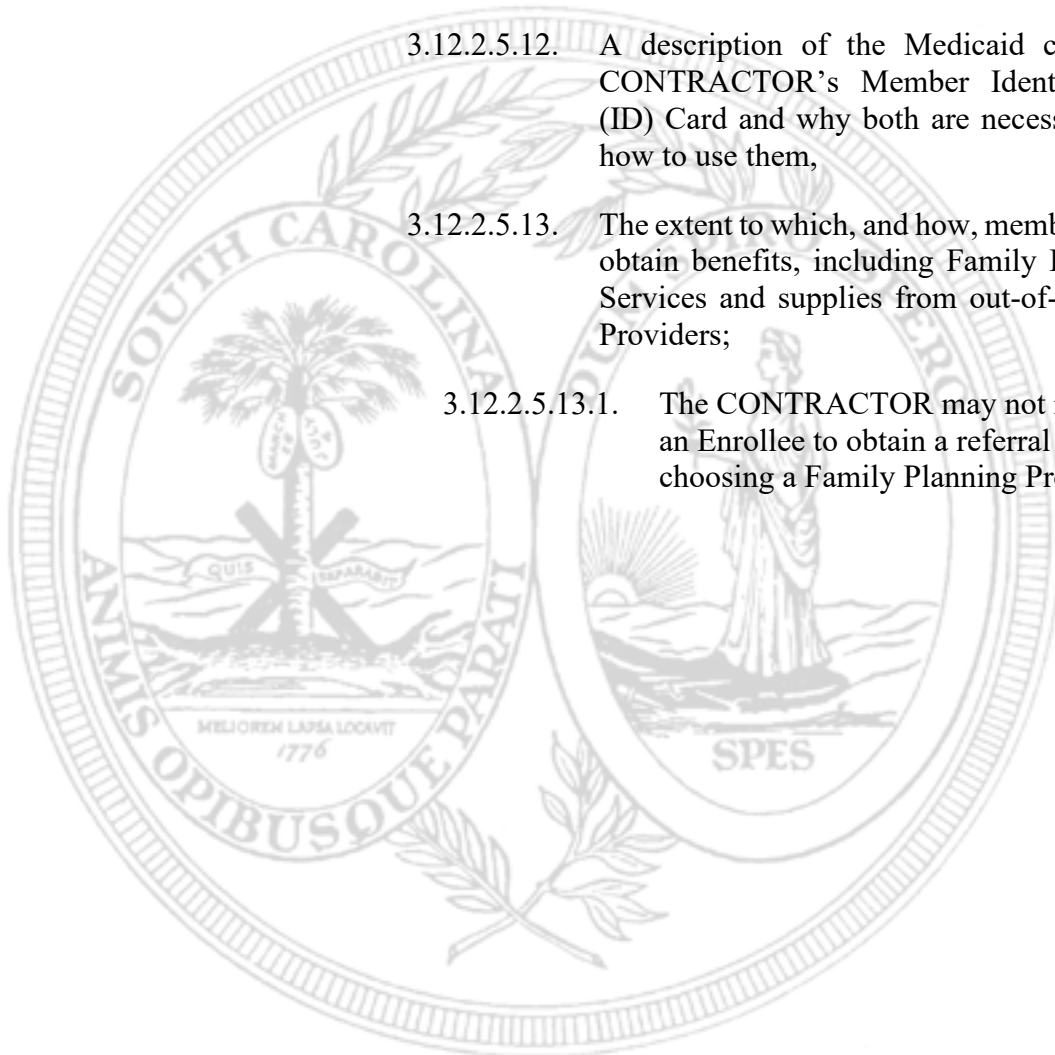 3.12.2.5.12. A description of the Medicaid c
CONTRACTOR's Member Ident
(ID) Card and why both are necess
how to use them,
3.12.2.5.13. The extent to which, and how, memb
obtain benefits, including Family
Services and supplies from out-of-
Providers;
3.12.2.5.13.1. The CONTRACTOR may not
an Enrollee to obtain a referral
choosing a Family Planning Pro
SOUTH CAROLINA
ANIMIS OPIBUSQUE PARATI
QUIS SEPARABIT
MELIOREM LAPSA LOCAVIT
1776
DUM SPIRO SPERO
SPES